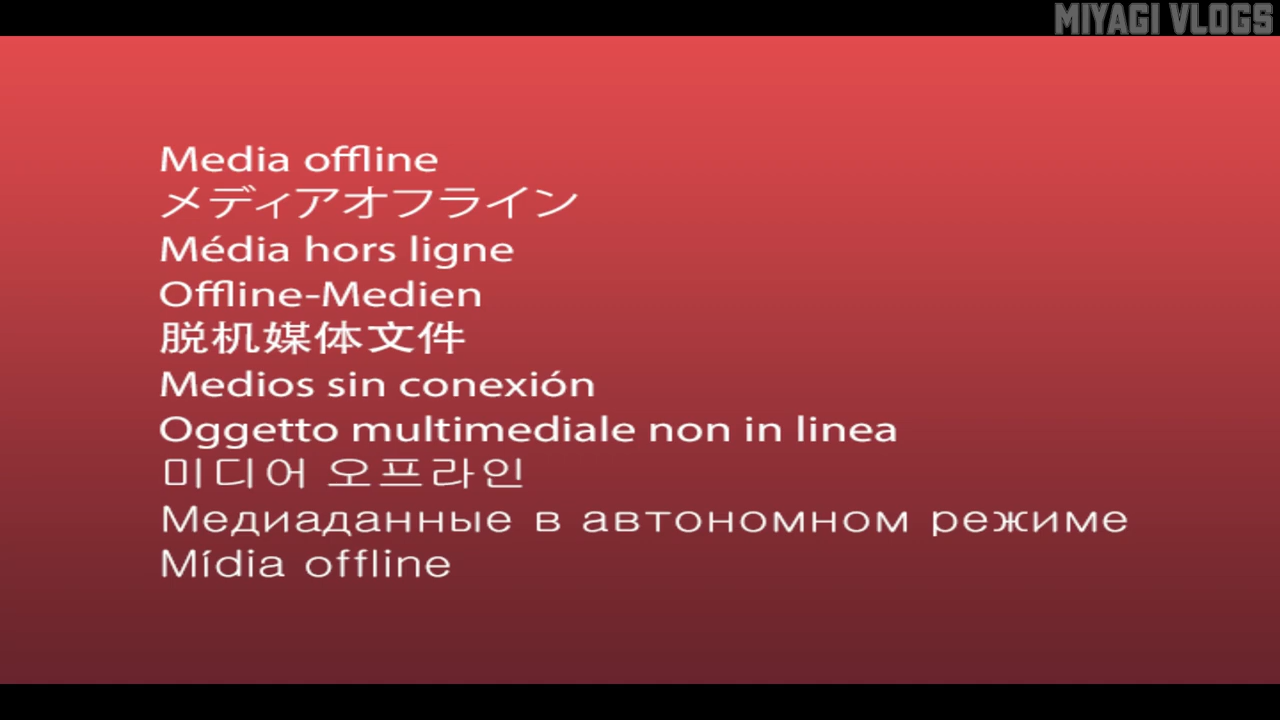 MIYAGI VLOGS
Media offline
メディアオフライン
Média hors ligne
Offline-Medien
脱机媒体文件
Medios sin conexión
Oggetto multimediale non in linea
미디어 오프라인
Медиаданные в автономном режиме
Mídia offline